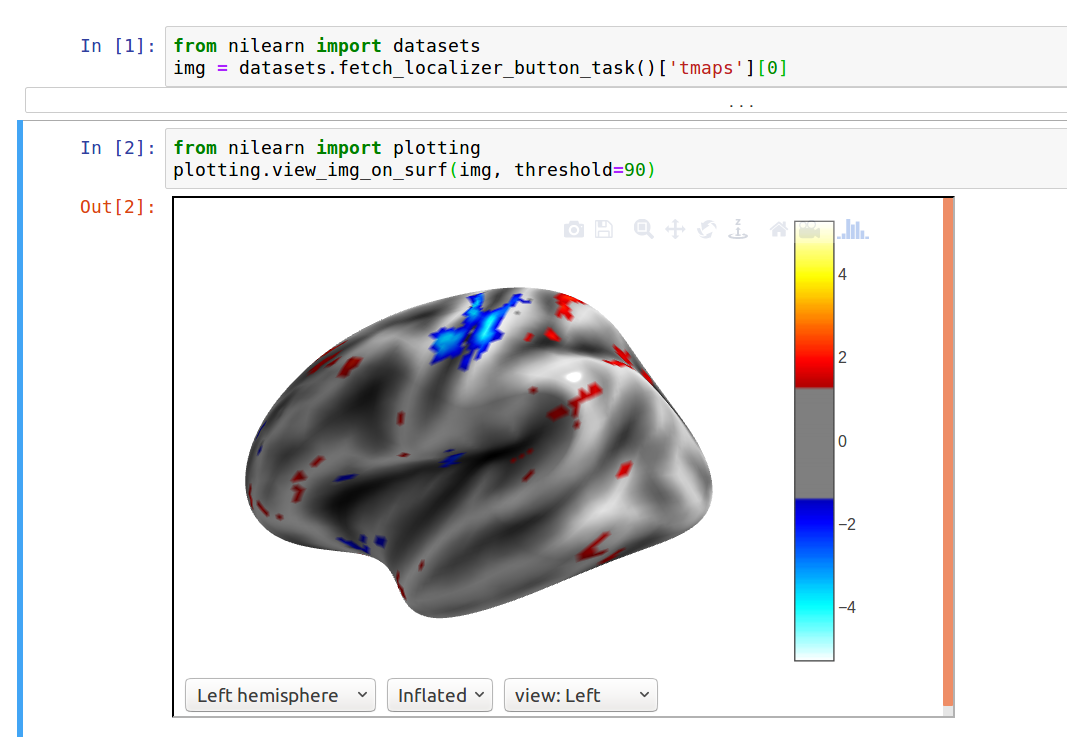 In [1]:
from nilearn import datasets
img = datasets.fetch_localizer_button_task()['tmaps'][0]
...
In [2]:
from nilearn import plotting
plotting.view_img_on_surf(img, threshold=90)
Out[2]:
z
4
2
0
−2
−4
Left hemisphere
Inflated
view: Left